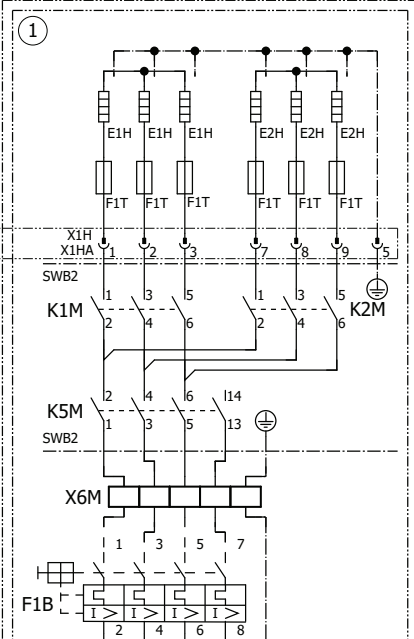 1
E1H E1H E1H E2H E2H E2H
F1T F1T F1T F1T F1T F1T
X1H
X1HA 1 2 3 7 8 9 5
SWB2
1 3 5 1 3 5
K1M K2M
2 4 6 2 4 6
2 4 6 14
K5M
1 3 5 13
SWB2
X6M
1 3 5 7
F1B
I > I > I > I >
2 4 6 8